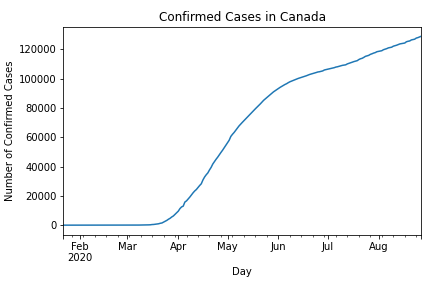 Confirmed Cases in Canada
Number of Confirmed Cases
120000
100000
80000
60000
40000
20000
0
Feb Mar Apr May Jun Jul Aug
2020
Day